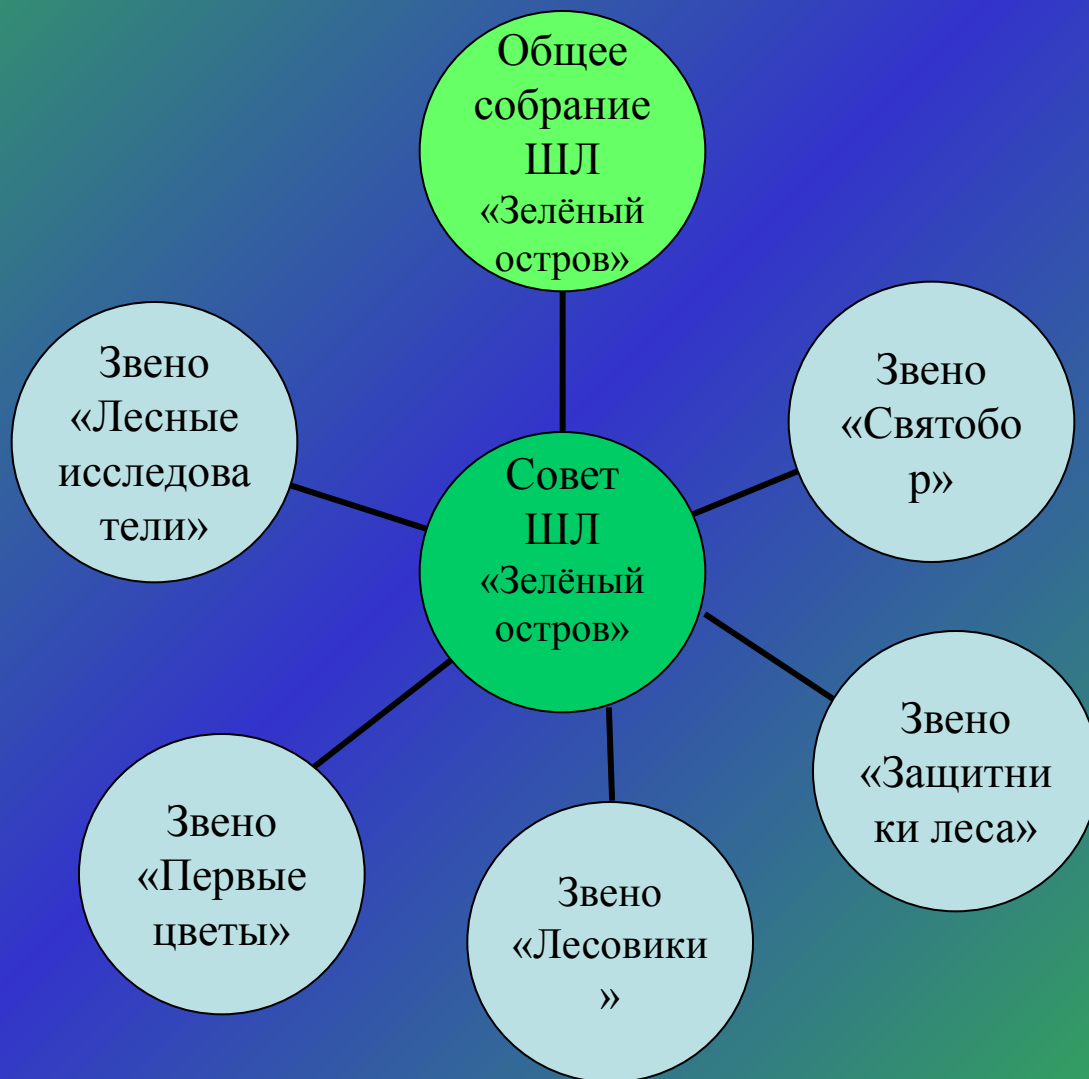 Общее
собрание
ШЛ
«Зелёный
остров»
Звено
«Лесные
исследова
тели»
Звено
«Святобо
р»
Совет
ШЛ
«Зелёный
остров»
Звено
«Защитни
ки леса»
Звено
«Первые
цветы»
Звено
«Лесовики
»